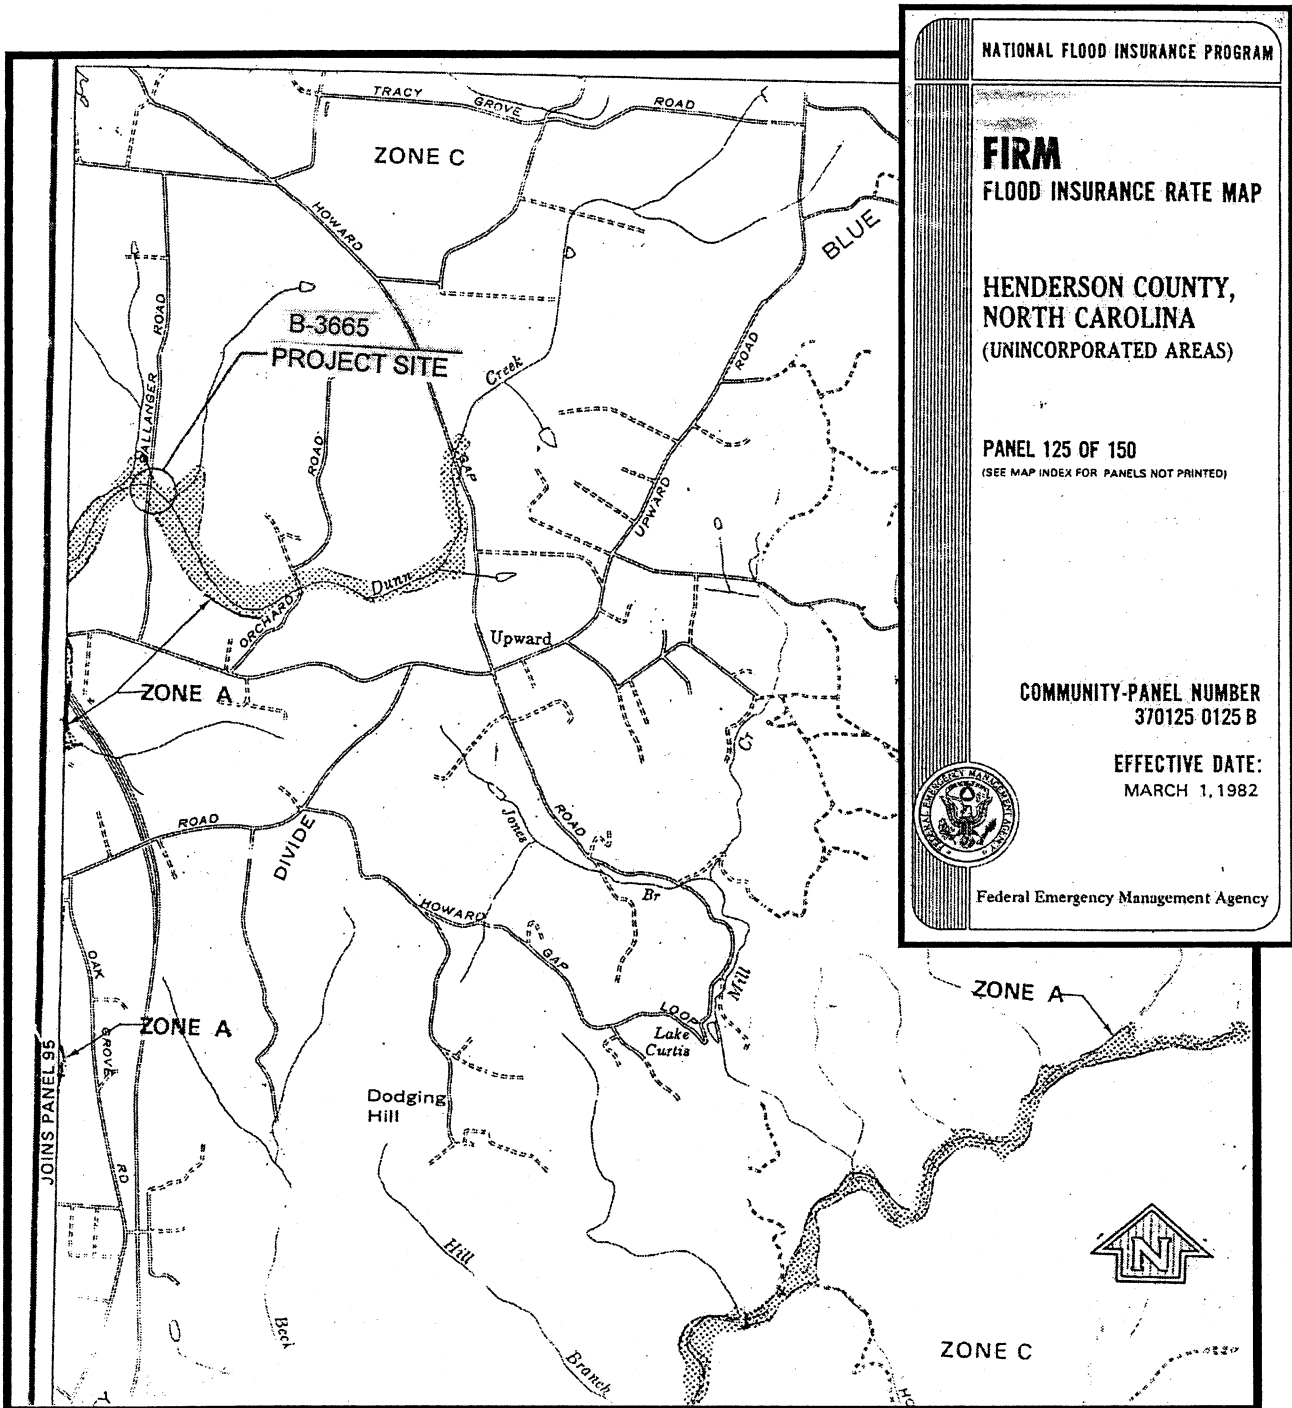 NATIONAL FLOOD INSURANCE PROGRAM
FIRM
FLOOD INSURANCE RATE MAP
HENDERSON COUNTY,
NORTH CAROLINA
(UNINCORPORATED AREAS)
PANEL 125 OF 150
(SEE MAP INDEX FOR PANELS NOT PRINTED)
COMMUNITY-PANEL NUMBER
370125 0125 B
EFFECTIVE DATE:
MARCH 1, 1982
FEDERAL EMERGENCY MANAGEMENT AGENCY
Federal Emergency Management Agency
TRACY GROVE ROAD
ZONE C
HOWARD
BLUE
ROAD
B-3665
PROJECT SITE
ROAD
Creek
ROAD
GAP
UPWARD
Dunn
ORCHARD
Upward
ZONE A
Cr
ROAD
ROAD
DIVIDE
Jones
Br
HOWARD
GAP
LOOP
Mill
Lake
Curtis
OAK
GROVE
RD
ZONE A
ZONE A
JOINS PANEL 95
Dodging
Hill
Hill
Branch
ZONE C
N